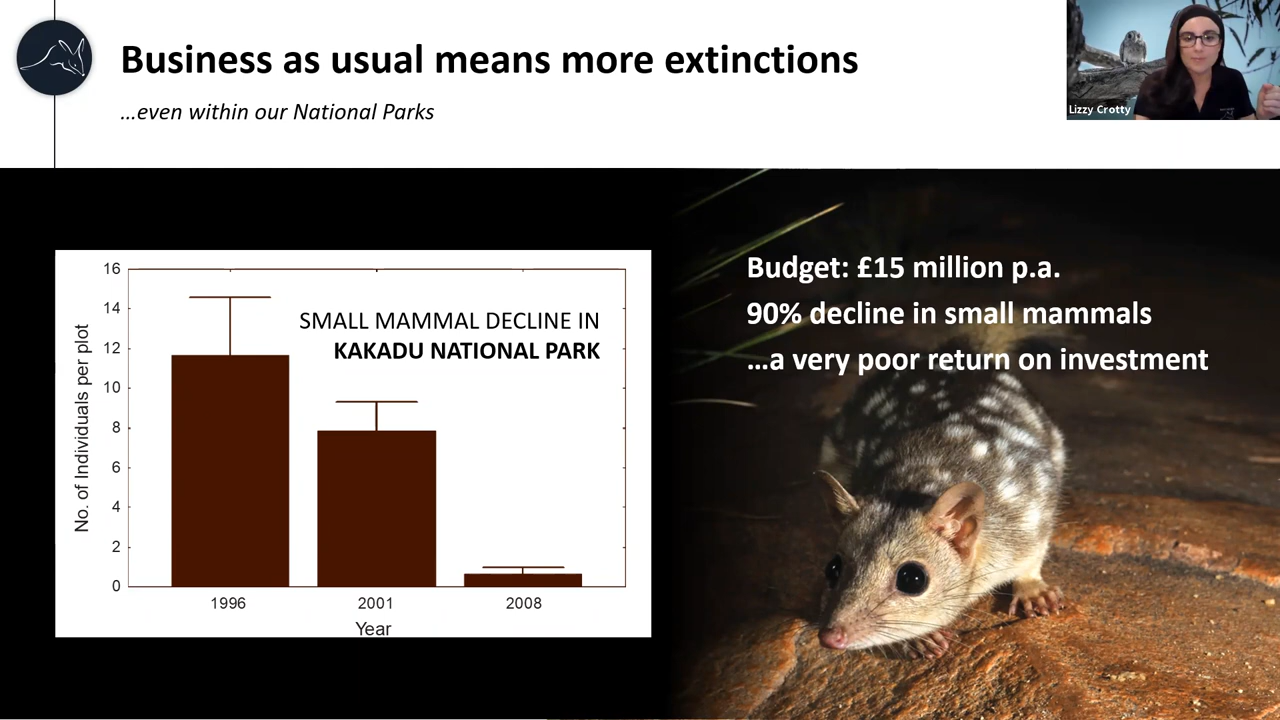 Business as usual means more extinctions
...even within our National Parks
Lizzy Crotty
SMALL MAMMAL DECLINE IN
KAKADU NATIONAL PARK
No. of Individuals per plot
16
14
12
10
8
6
4
2
0
1996 2001 2008
Year
Budget: £15 million p.a.
90% decline in small mammals
...a very poor return on investment